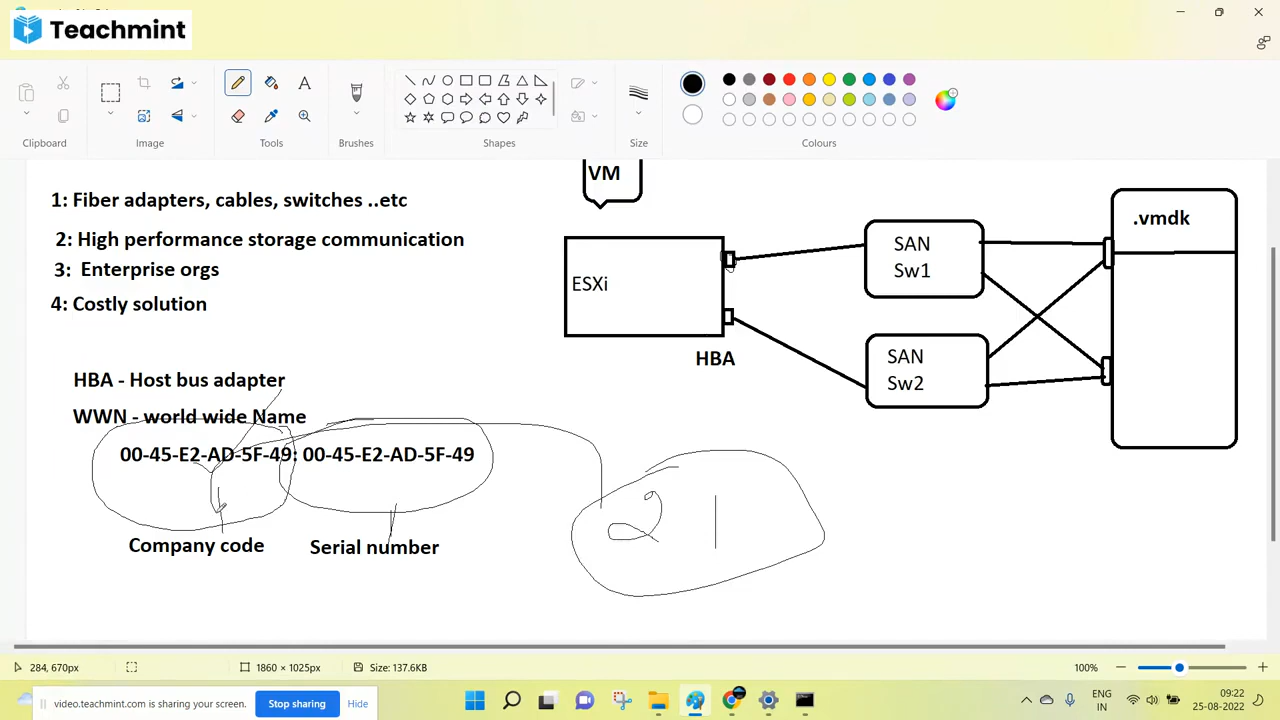 Teachmint
Clipboard
Image
Tools
Brushes
Shapes
Size
Colours
VM
1: Fiber adapters, cables, switches ..etc
2: High performance storage communication
3: Enterprise orgs
4: Costly solution
ESXi
SAN
Sw1
.vmdk
SAN
Sw2
HBA
HBA - Host bus adapter
WWN - world wide Name
00-45-E2-AD-5F-49: 00-45-E2-AD-5F-49
Company code
Serial number
2 1
284, 670px
1860 × 1025px
Size: 137.6KB
100%
video.teachmint.com is sharing your screen.
Stop sharing
Hide
ENG
IN
09:22
25-08-2022